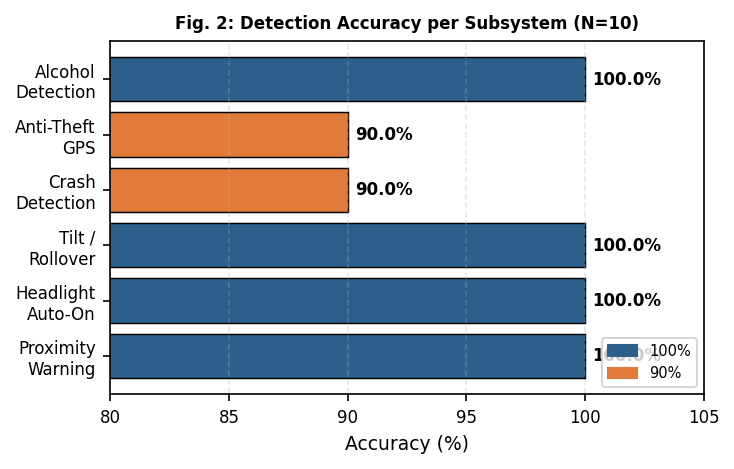 Fig. 2: Detection Accuracy per Subsystem (N=10)
Alcohol
Detection
100.0%
Anti-Theft
GPS
90.0%
Crash
Detection
90.0%
Tilt /
Rollover
100.0%
Headlight
Auto-On
100.0%
Proximity
Warning
100.0%
100%
90%
80 85 90 95 100 105
Accuracy (%)